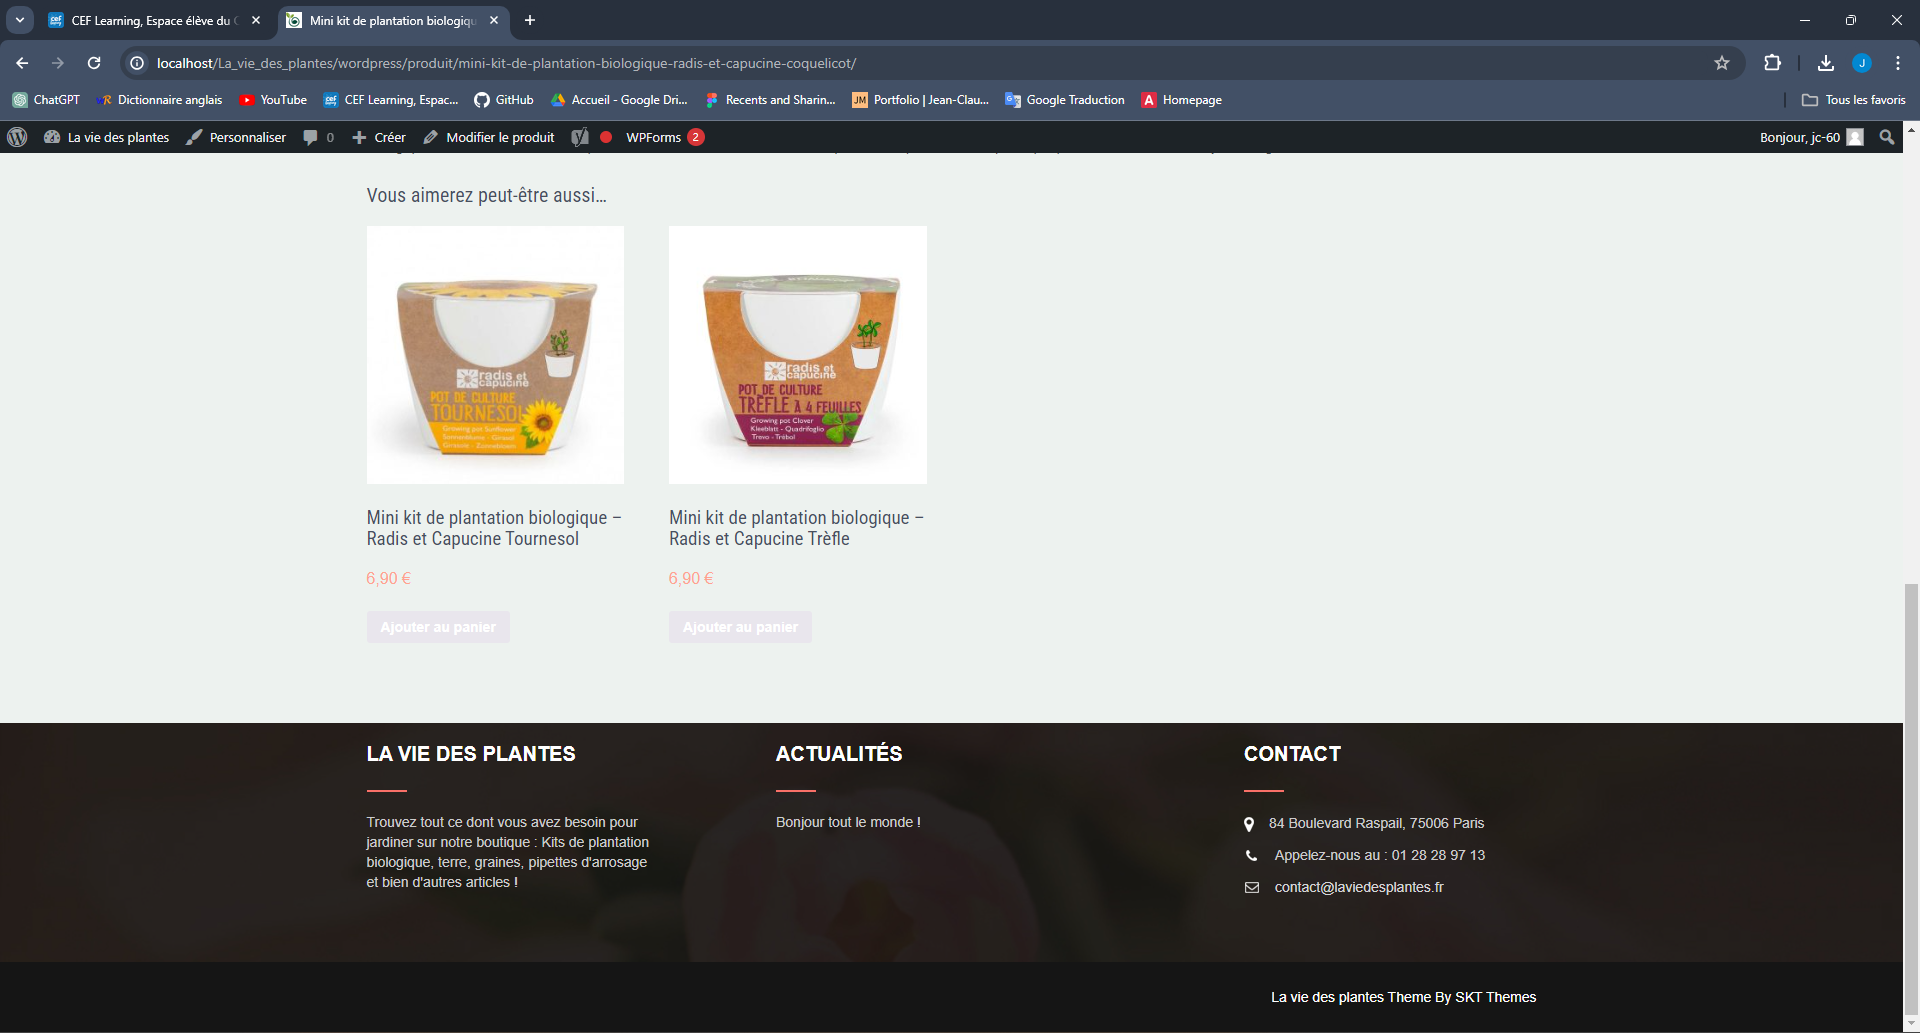 CEF Learning, Espace élève du C
Mini kit de plantation biologiqu
localhost/La_vie_des_plantes/wordpress/produit/mini-kit-de-plantation-biologique-radis-et-capucine-coquelicot/
ChatGPT
Dictionnaire anglais
YouTube
CEF Learning, Espac...
GitHub
Accueil - Google Dri...
Recents and Sharin...
Portfolio | Jean-Clau...
Google Traduction
Homepage
Tous les favoris
La vie des plantes
Personnaliser
0
Créer
Modifier le produit
WPForms 2
Bonjour, jc-60
Vous aimerez peut-être aussi…
radis et
capucine
POT DE CULTURE
TOURNESOL
Growing pot Sunflower
Sonnenblume - Girasol
Girasole - Zonnebloem
radis et
capucine
POT DE CULTURE
TRÈFLE À 4 FEUILLES
Growing pot Clover
Kleeblatt - Quadrifoglio
Trevo - Trébol
Mini kit de plantation biologique –
Radis et Capucine Tournesol
6,90 €
Ajouter au panier
Mini kit de plantation biologique –
Radis et Capucine Trèfle
6,90 €
Ajouter au panier
LA VIE DES PLANTES
Trouvez tout ce dont vous avez besoin pour
jardiner sur notre boutique : Kits de plantation
biologique, terre, graines, pipettes d'arrosage
et bien d'autres articles !
ACTUALITÉS
Bonjour tout le monde !
CONTACT
84 Boulevard Raspail, 75006 Paris
Appelez-nous au : 01 28 28 97 13
contact@laviedesplantes.fr
La vie des plantes Theme By SKT Themes